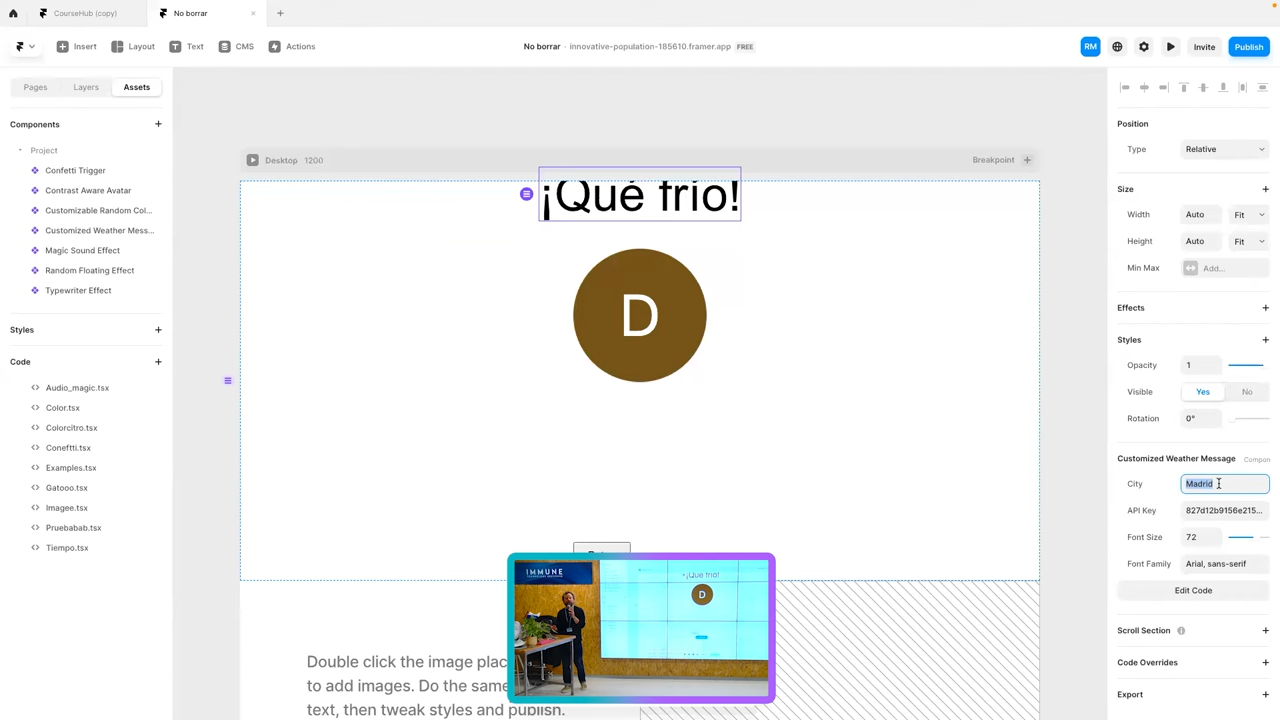 CourseHub (copy)
No borrar
Insert
Layout
Text
CMS
Actions
No borrar · innovative-population-185610.framer.app FREE
RM
Invite
Publish
Pages
Layers
Assets
Components
Project
Confetti Trigger
Contrast Aware Avatar
Customizable Random Col...
Customized Weather Mess...
Magic Sound Effect
Random Floating Effect
Typewriter Effect
Styles
Code
Audio_magic.tsx
Color.tsx
Colorcitro.tsx
Coneftti.tsx
Examples.tsx
Gatooo.tsx
Imagee.tsx
Pruebabab.tsx
Tiempo.tsx
Desktop 1200
Breakpoint
¡Qué frío!
D
Double click the image plac
to add images. Do the same
text, then tweak styles and publish.
IMMUNE
¡Qué frío!
D
Position
Type Relative
Size
Width Auto Fit
Height Auto Fit
Min Max Add...
Effects
Styles
Opacity 1
Visible Yes No
Rotation 0°
Customized Weather Message Compon
City Madrid
API Key 827d12b9156e215...
Font Size 72
Font Family Arial, sans-serif
Edit Code
Scroll Section
Code Overrides
Export